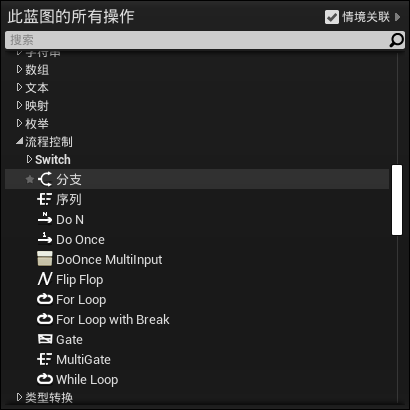 此蓝图的所有操作
情境关联
搜索
字符串
数组
文本
映射
枚举
流程控制
Switch
分支
序列
Do N
Do Once
DoOnce MultiInput
Flip Flop
For Loop
For Loop with Break
Gate
MultiGate
While Loop
类型转换